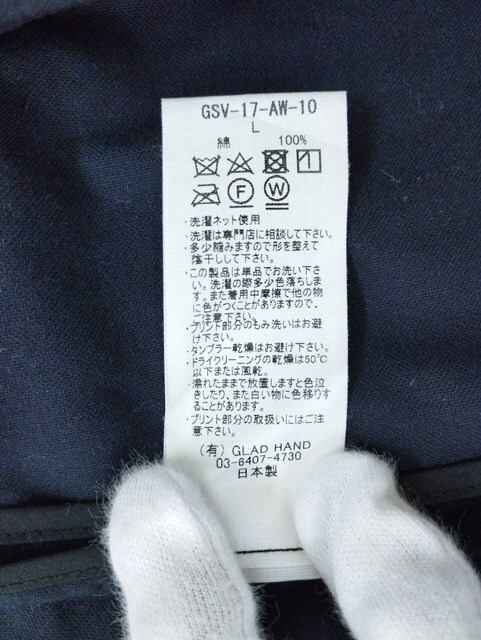 GSV-17-AW-10
L
綿 100%
F W
・洗濯ネット使用
・洗濯は専門店に相談して下さい。
・多少縮みますので形を整えて
陰干しして下さい。
・この製品は単品でお洗い下さ
い。洗濯の際多少色落ちしま
す。また着用中摩擦で他の物
に色がつくことがありますので、
ご注意下さい。
・プリント部分のもみ洗いはお避
け下さい。
・タンブラー乾燥はお避け下さい。
・ドライクリーニングの乾燥は50℃
以下または風乾。
・濡れたままで放置しますと色泣
きしたり、また白い物に色移りす
ることがあります。
・プリント部分の取扱いにはご注
意下さい。
(有) GLAD HAND
03-6407-4730
日本製